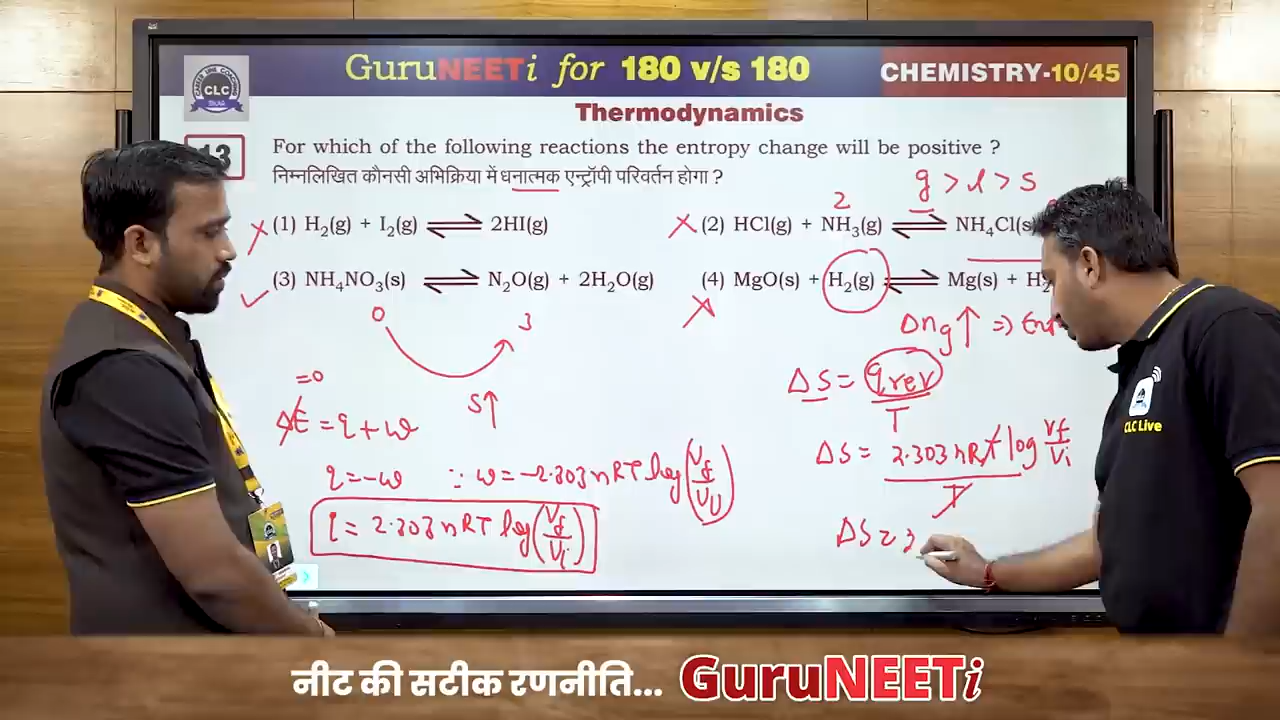 GuruNEETi for 180 v/s 180
CHEMISTRY-10/45
CLC
Thermodynamics
13
For which of the following reactions the entropy change will be positive ?
निम्नलिखित कौनसी अभिक्रिया में धनात्मक एन्ट्रॉपी परिवर्तन होगा ?
g > l > s
2
(1) H₂(g) + I₂(g) ⇌ 2HI(g)
(2) HCl(g) + NH₃(g) ⇌ NH₄Cl(s
(3) NH₄NO₃(s) ⇌ N₂O(g) + 2H₂O(g)
(4) MgO(s) + H₂(g) ⇌ Mg(s) + H₂
0
3
S↑
Δng↑ ⇒
ΔS = qrev/T
=0
ΔE = q + w
q = -w ∵ w = -2.303nRT log(Vf/
q = 2.303 nRT log(Vf/Vi)
ΔS = 2.303 nRT log Vf/Vi
T
ΔS =
CLC Live
नीट की सटीक रणनीति... GuruNEETi